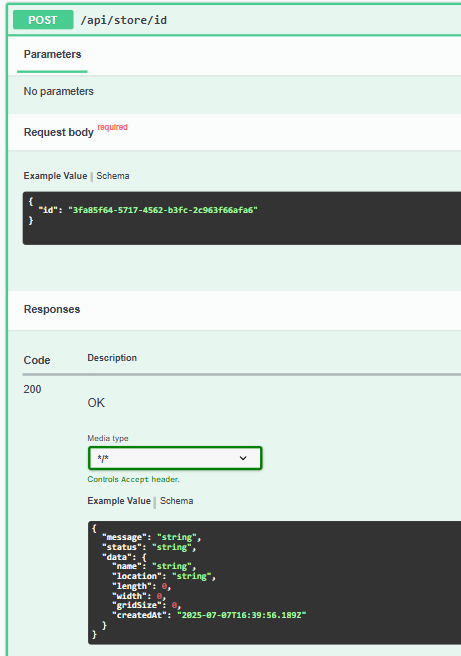 POST /api/store/id
Parameters
No parameters
Request body required
Example Value | Schema
{
  "id": "3fa85f64-5717-4562-b3fc-2c963f66afa6"
}
Responses
Code Description
200
OK
Media type
*/*
Controls Accept header.
Example Value | Schema
{
  "message": "string",
  "status": "string",
  "data": {
    "name": "string",
    "location": "string",
    "length": 0,
    "width": 0,
    "gridSize": 0,
    "createdAt": "2025-07-07T16:39:56.189Z"
  }
}